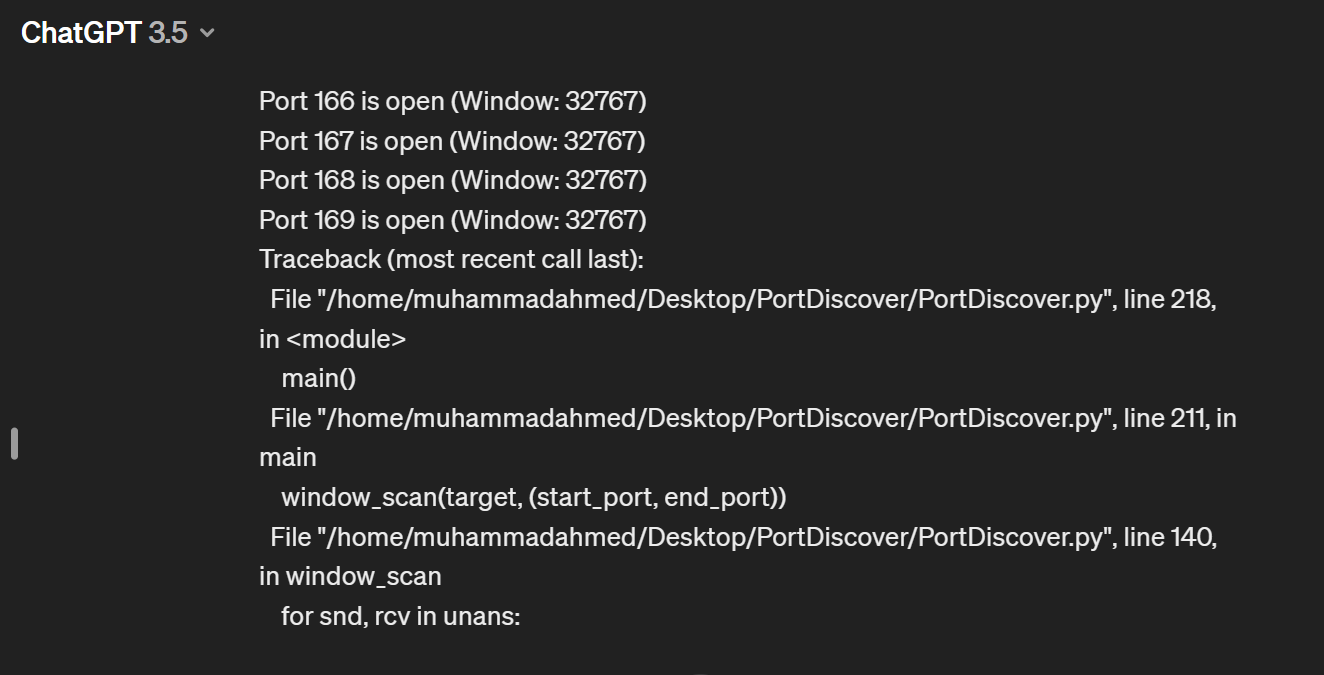 ChatGPT 3.5
Port 166 is open (Window: 32767)
Port 167 is open (Window: 32767)
Port 168 is open (Window: 32767)
Port 169 is open (Window: 32767)
Traceback (most recent call last):
File "/home/muhammadahmed/Desktop/PortDiscover/PortDiscover.py", line 218,
in <module>
main()
File "/home/muhammadahmed/Desktop/PortDiscover/PortDiscover.py", line 211, in
main
window_scan(target, (start_port, end_port))
File "/home/muhammadahmed/Desktop/PortDiscover/PortDiscover.py", line 140,
in window_scan
for snd, rcv in unans: